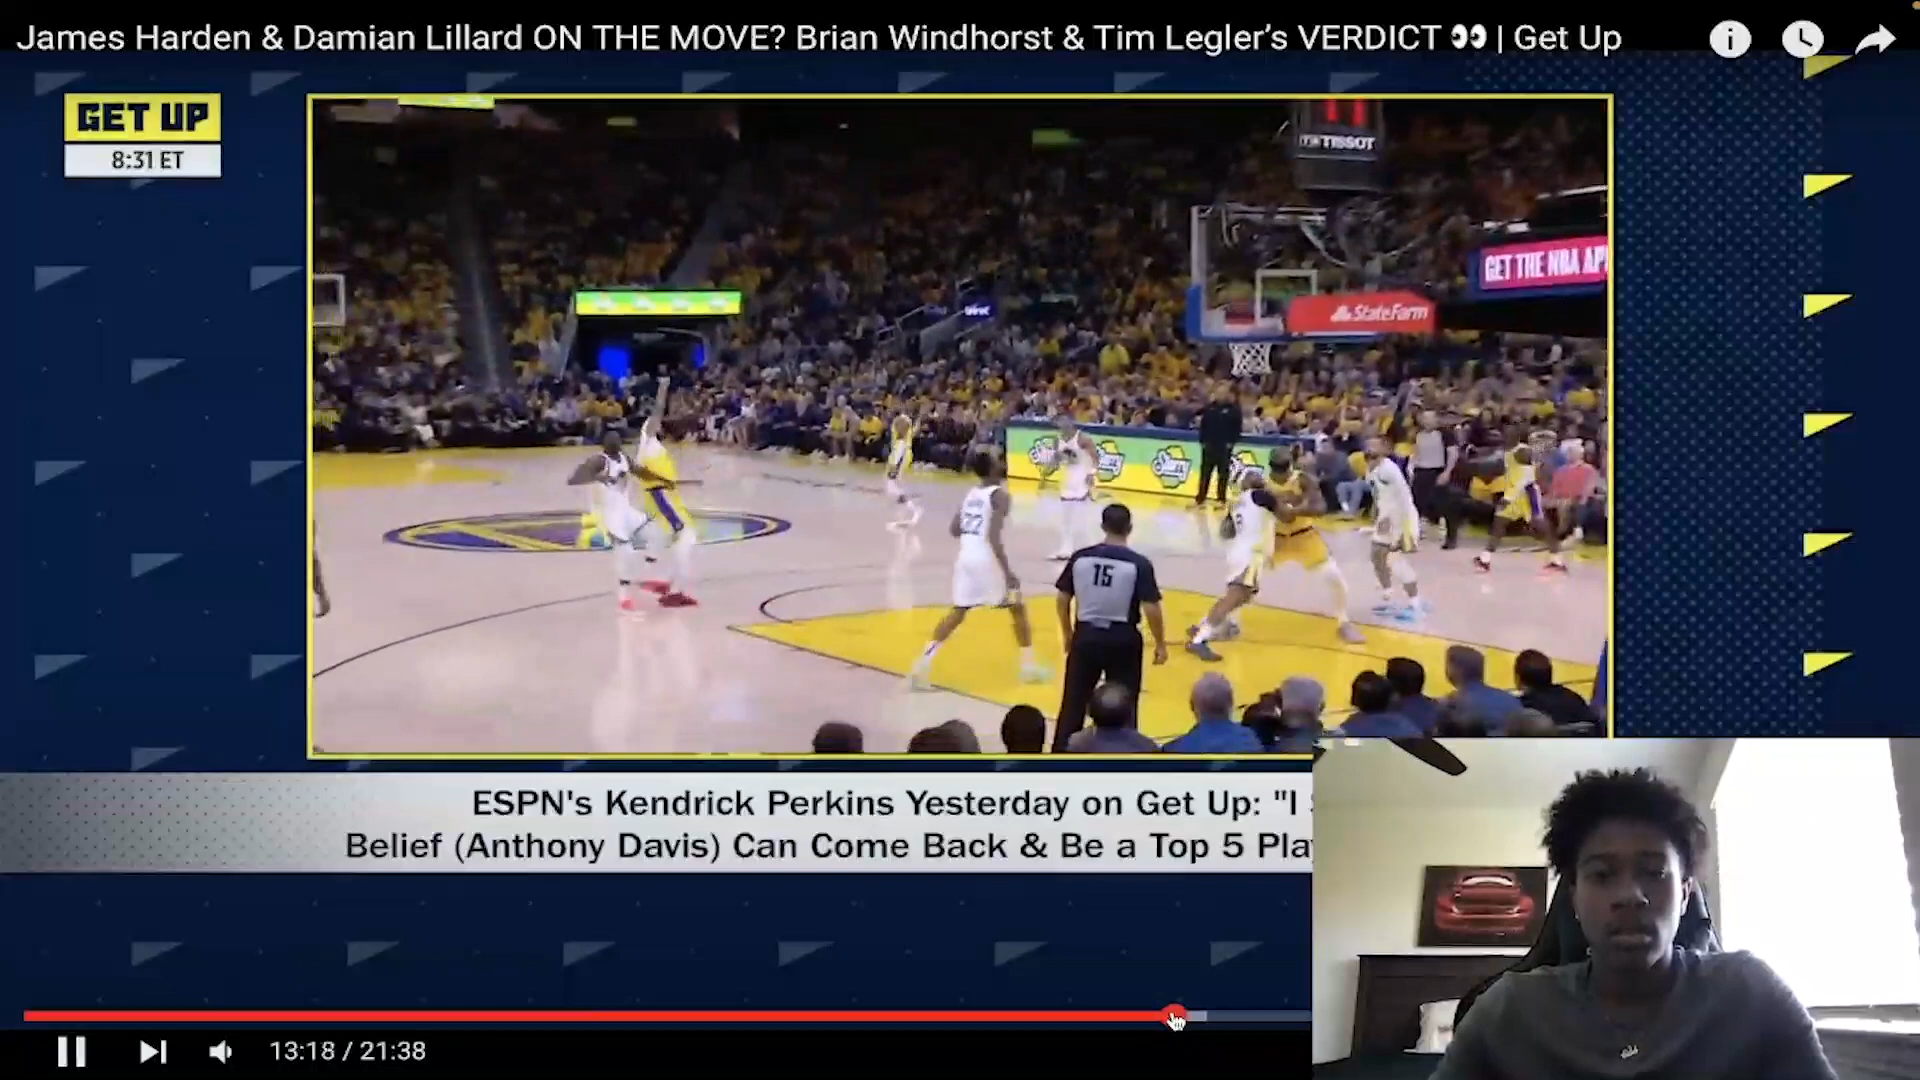 James Harden & Damian Lillard ON THE MOVE? Brian Windhorst & Tim Legler’s VERDICT 👀 | Get Up
GET UP
8:31 ET
TISSOT
GET THE NBA AP
StateFarm
22
15
ESPN's Kendrick Perkins Yesterday on Get Up: "I
Belief (Anthony Davis) Can Come Back & Be a Top 5 Pla
13:18 / 21:38